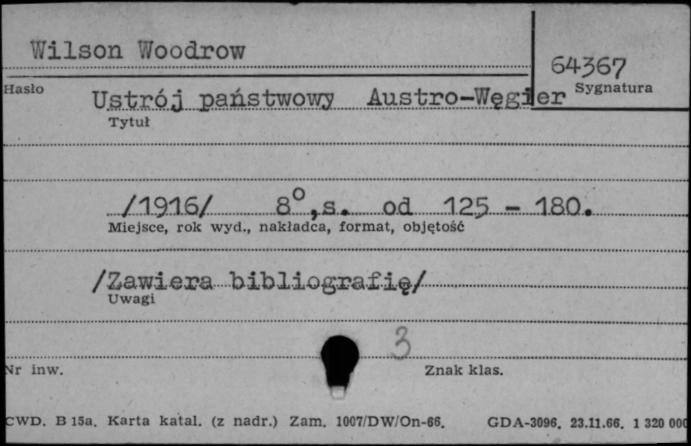 Wilson Woodrow
64367
Hasło
Sygnatura
Ustrój państwowy Austro-Węgier
Tytuł
/1916/ 8°,s. od 125 - 180.
Miejsce, rok wyd., nakładca, format, objętość
/Zawiera bibliografię/
Uwagi
3
Nr inw.
Znak klas.
CWD. B 15a. Karta katal. (z nadr.) Zam. 1007/DW/On-66. GDA-3096. 23.11.66. 1 320 000